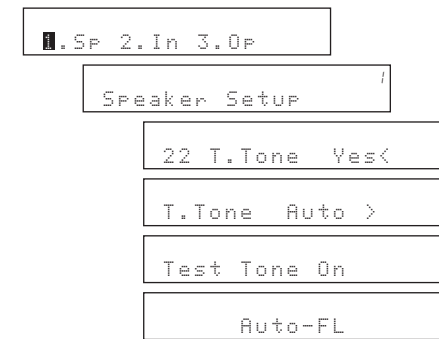 1.Sp 2.In 3.Op
1
Speaker Setup
22 T.Tone Yes<
T.Tone Auto >
Test Tone On
Auto-FL